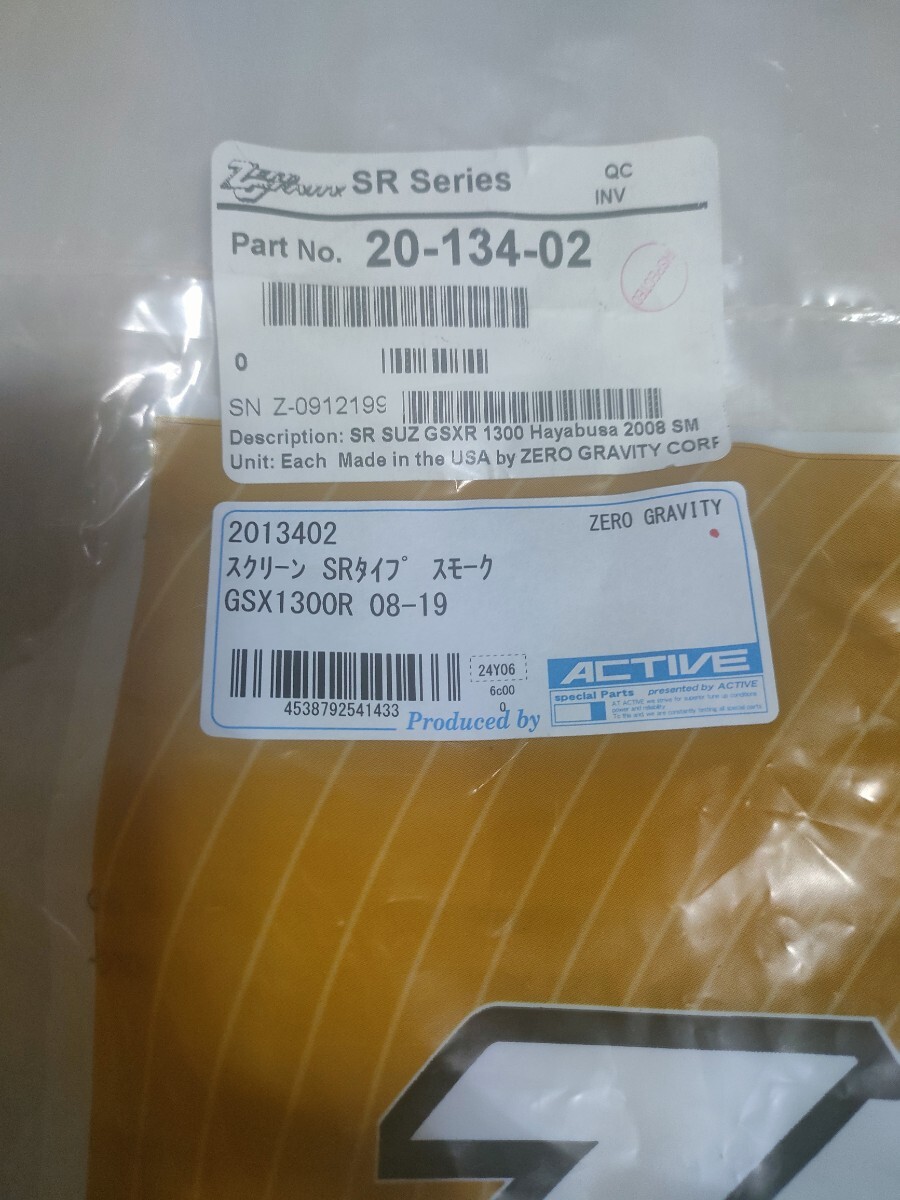 Zero Gravity SR Series
QC
INV
Part No. 20-134-02
0
SN Z-0912199
Description: SR SUZ GSXR 1300 Hayabusa 2008 SM
Unit: Each Made in the USA by ZERO GRAVITY CORP
2013402
ZERO GRAVITY
スクリーン SRタイプ スモーク
GSX1300R 08-19
24Y06
6c00
0
4538792541433
Produced by
ACTIVE
special Parts presented by ACTIVE